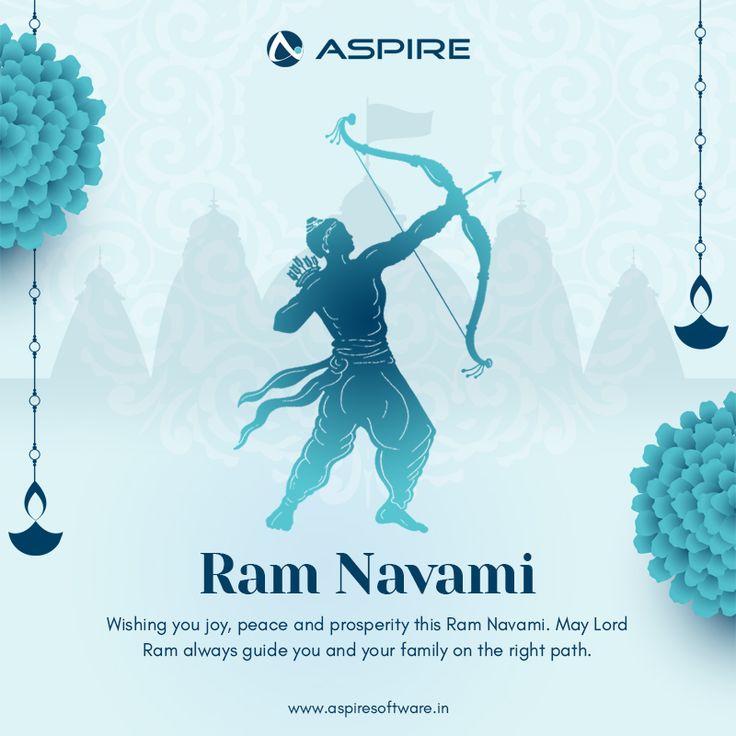 ASPIRE
Ram Navami
Wishing you joy, peace and prosperity this Ram Navami. May Lord
Ram always guide you and your family on the right path.
www.aspiresoftware.in